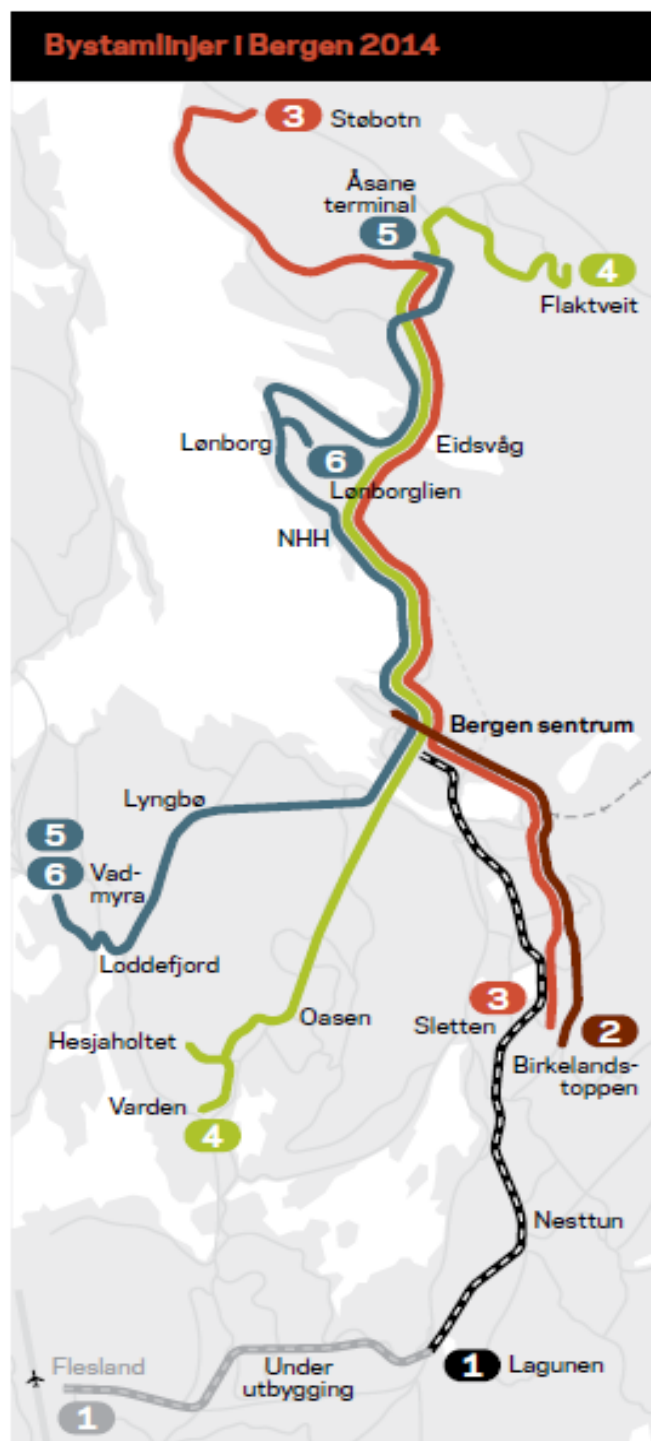 Bystamlinjer i Bergen 2014
3 Støbotn
Åsane
terminal
5
4
Flaktveit
Lønborg
6
Lønborglien
Eidsvåg
NHH
Bergen sentrum
Lyngbø
5
6 Vad-
myra
Loddefjord
3
Sletten
Oasen
2
Birkelands-
toppen
Hesjaholtet
Varden
4
Nesttun
1 Lagunen
Flesland
1
Under
utbygging